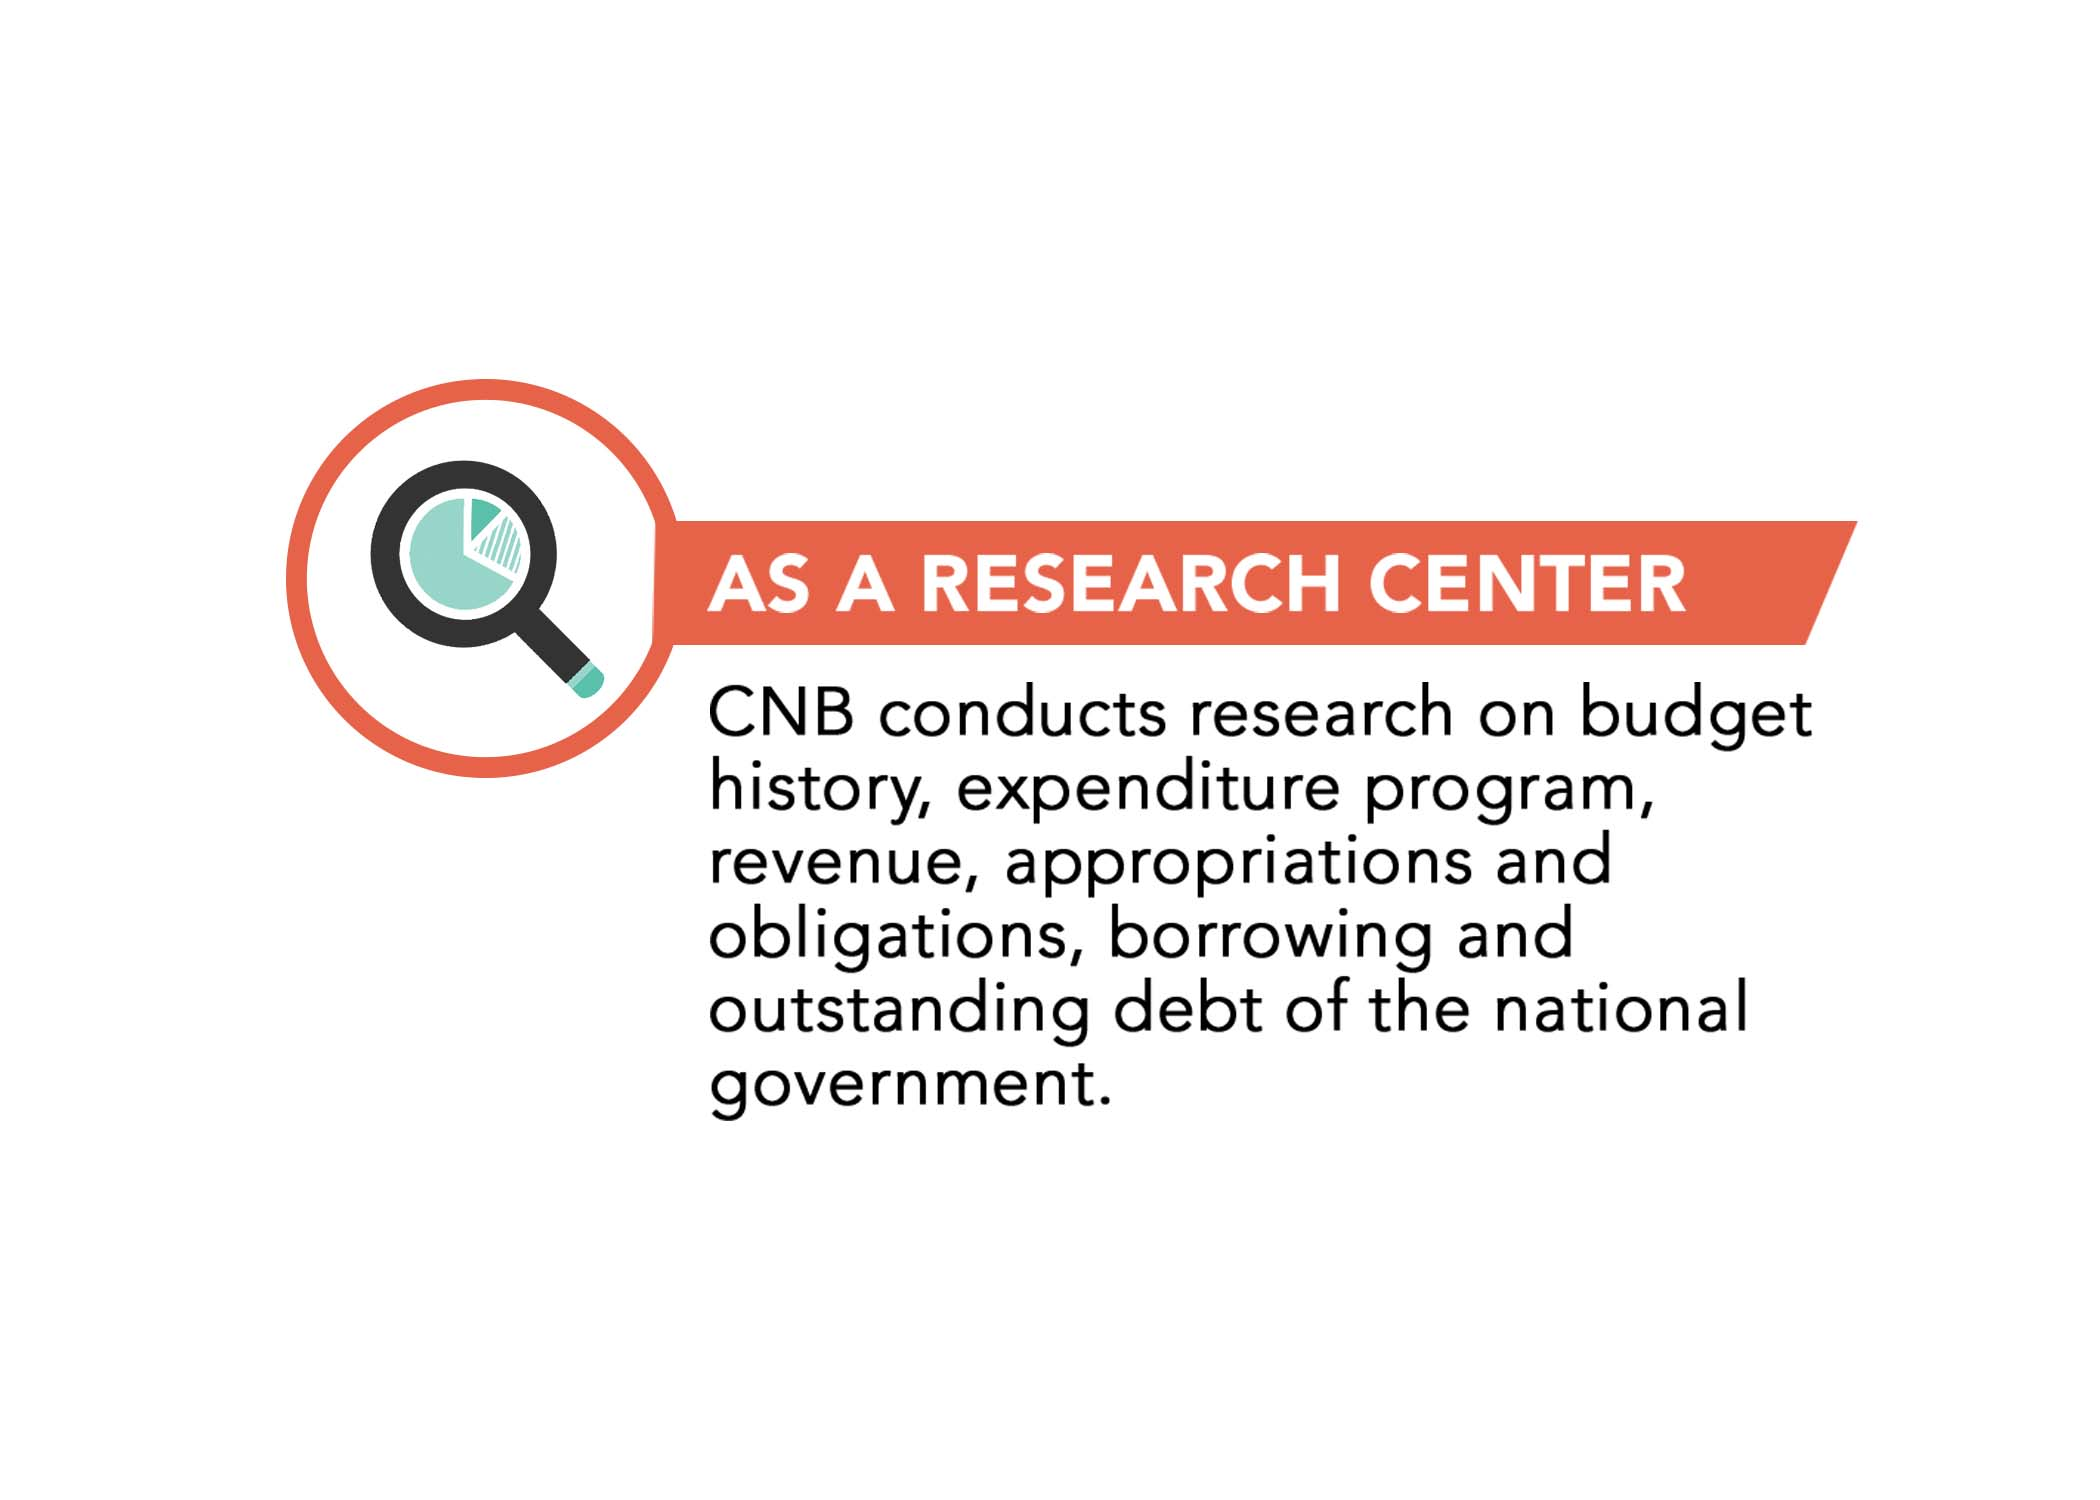 AS A RESEARCH CENTER
CNB conducts research on budget
history, expenditure program,
revenue, appropriations and
obligations, borrowing and
outstanding debt of the national
government.